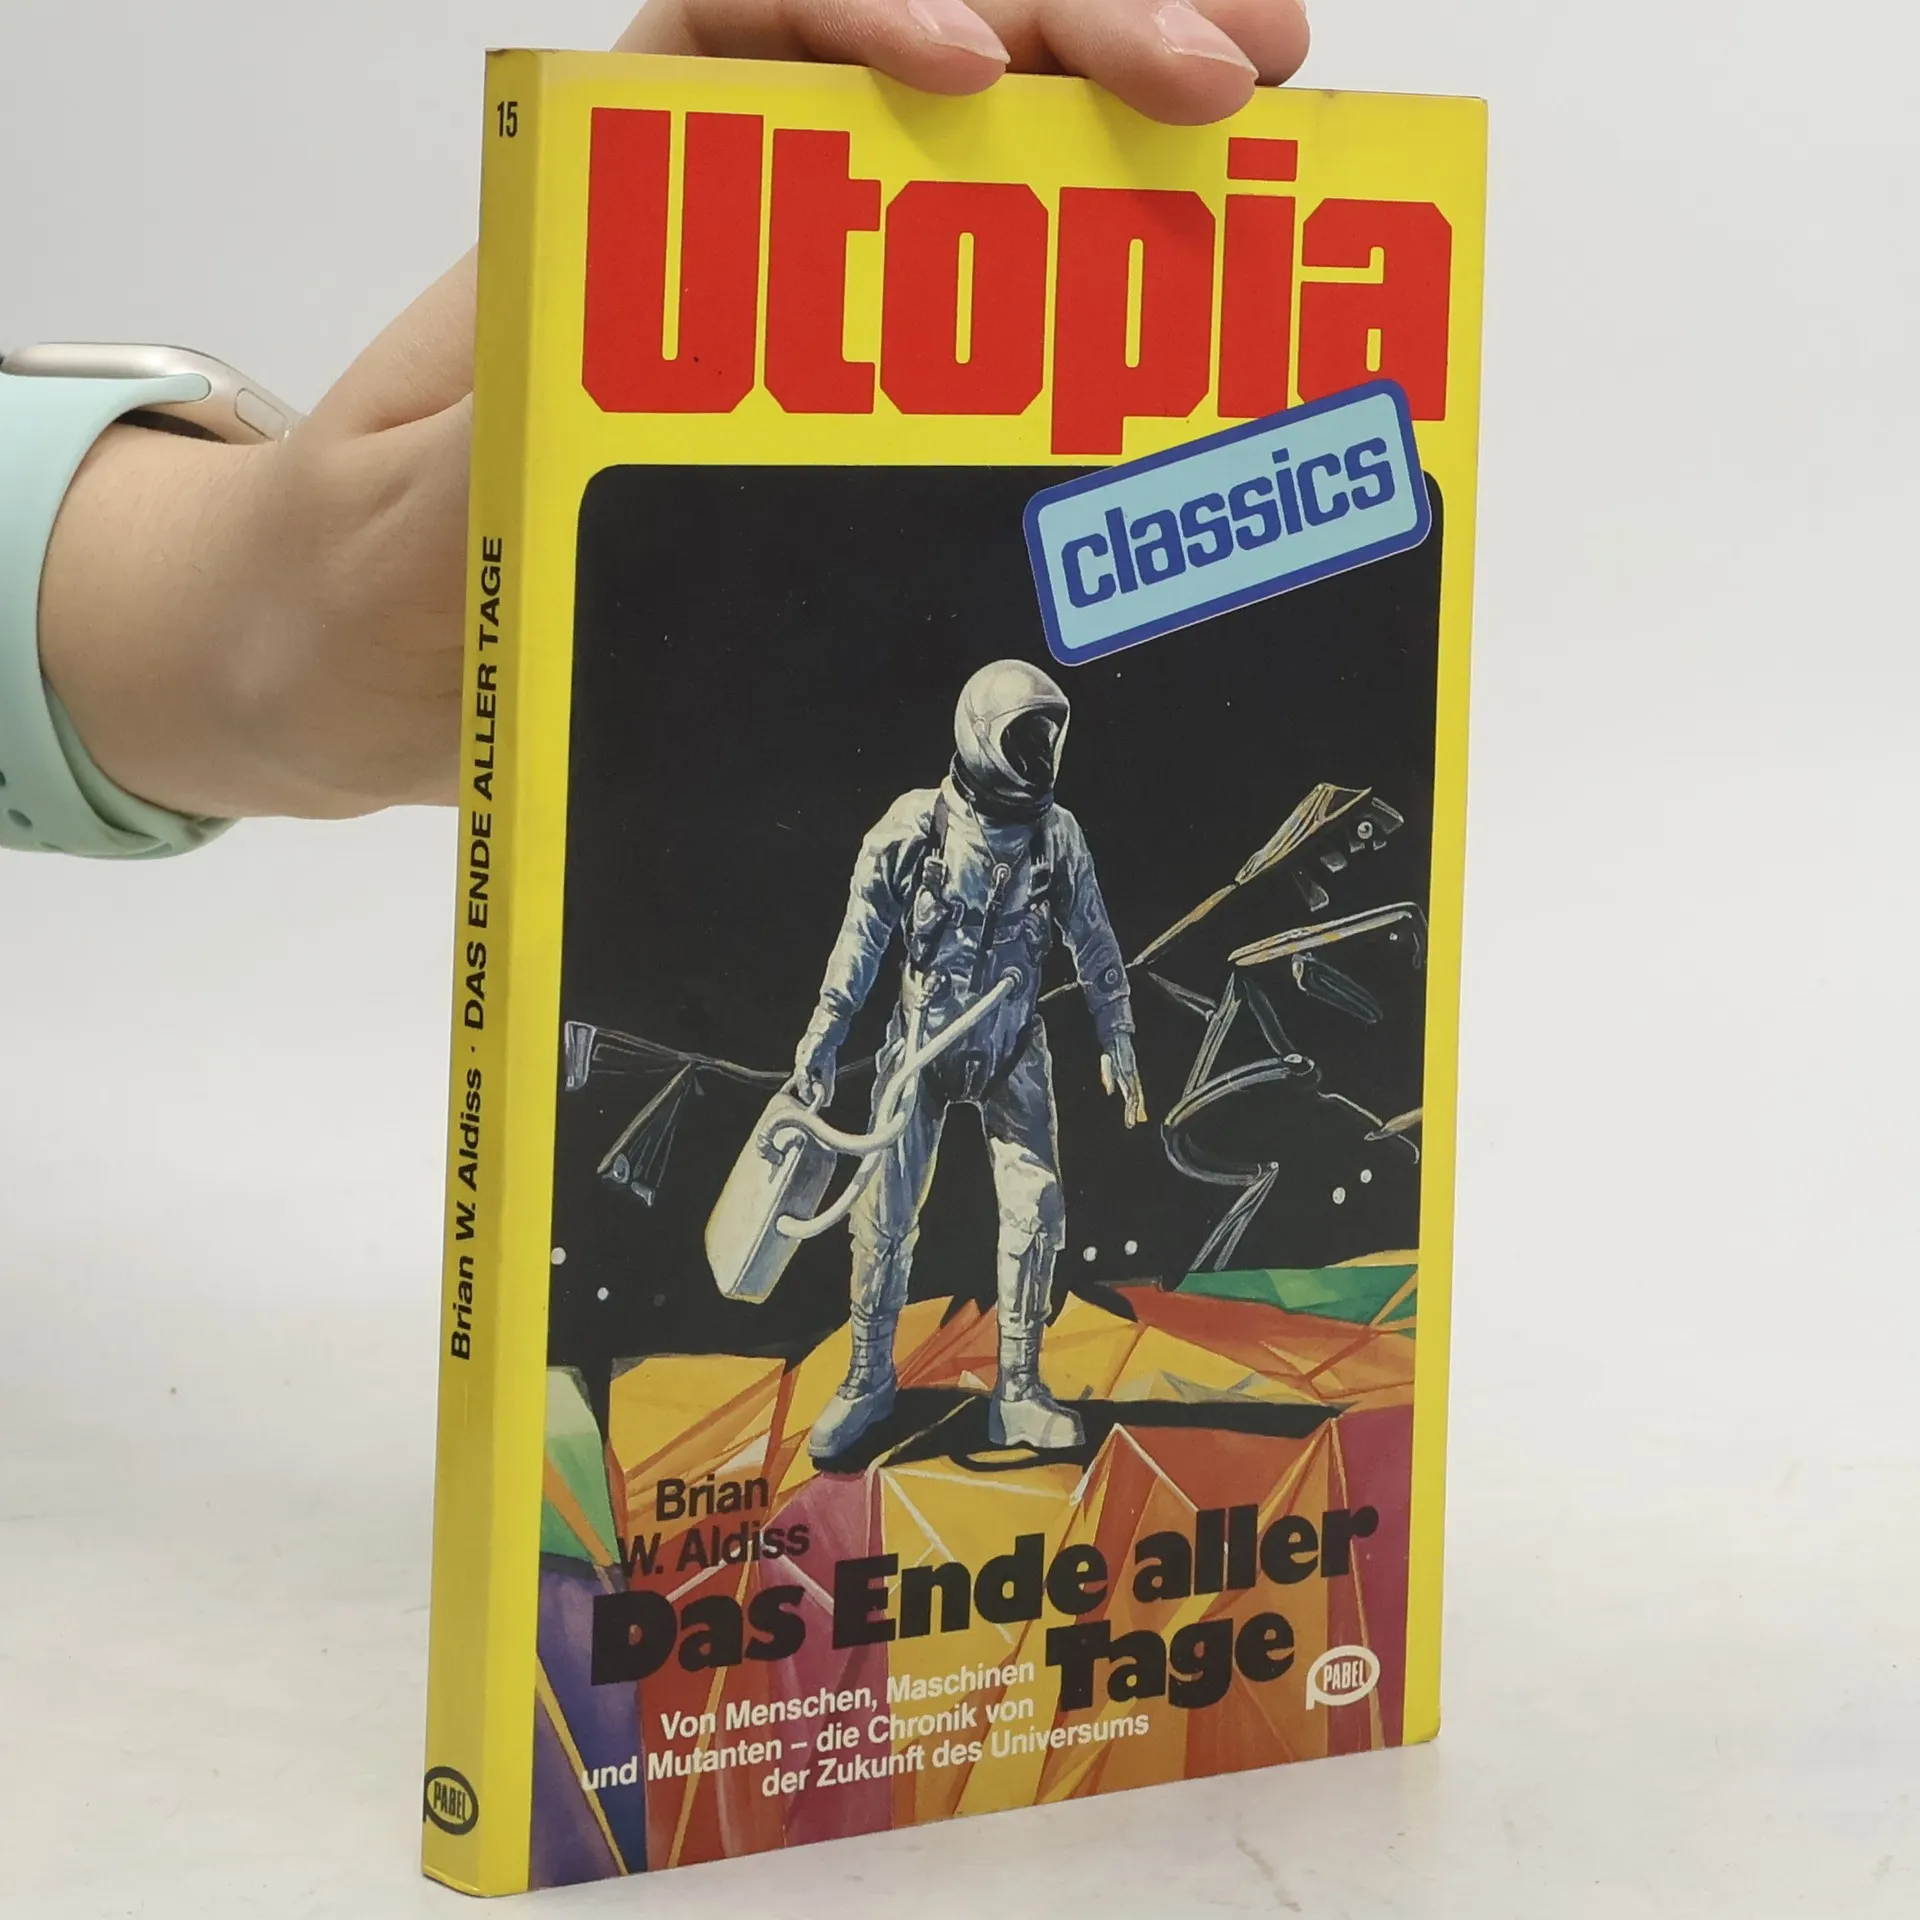 15
Brian W. Aldiss · DAS ENDE ALLER TAGE
PABEL
Utopia
classics
Brian
W. Aldiss
Das Ende aller
Tage
Von Menschen, Maschinen
und Mutanten – die Chronik von
der Zukunft des Universums
PABEL